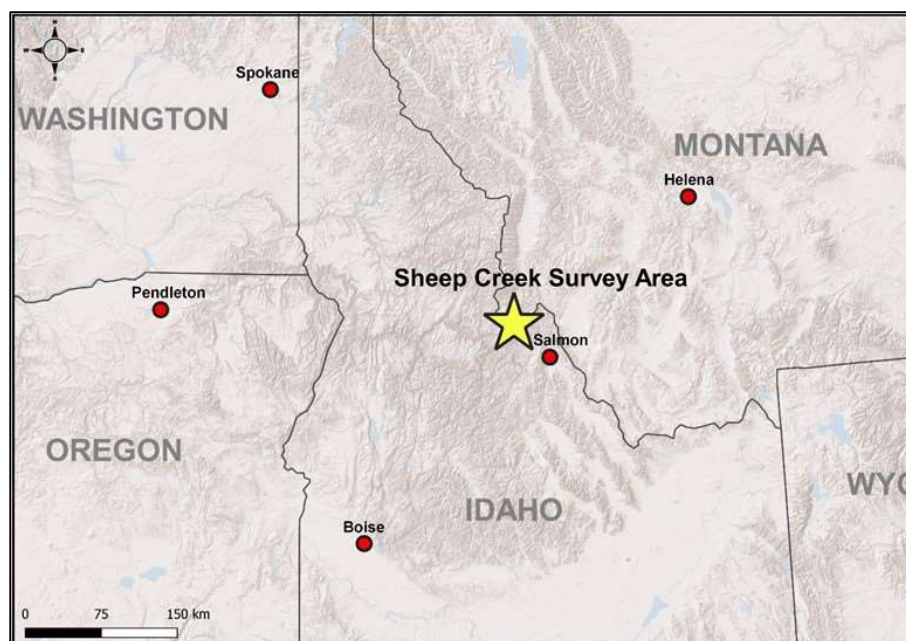 Spokane
WASHINGTON
MONTANA
Helena
Sheep Creek Survey Area
Pendleton
Salmon
OREGON
WYO
IDAHO
Boise
0 75 150 km